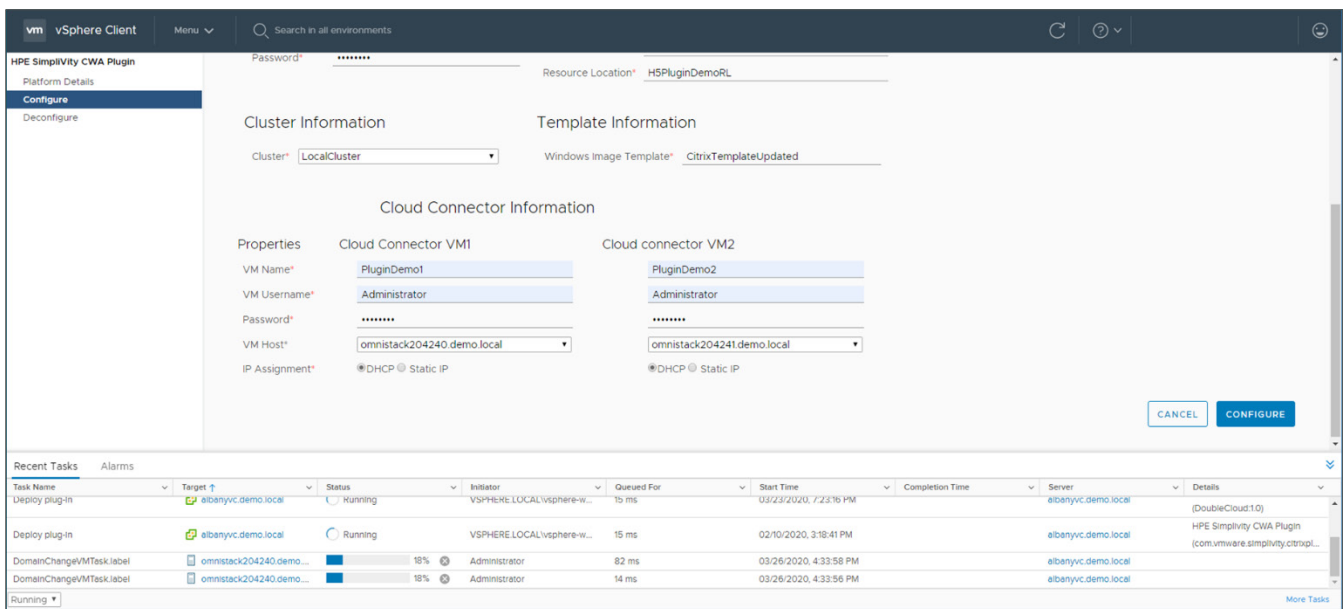 vm vSphere Client Menu Search in all environments
HPE SimpliVity CWA Plugin
Platform Details
Configure
Deconfigure
Password* ••••••••
Resource Location* H5PluginDemoRL
Cluster Information Template Information
Cluster* LocalCluster Windows Image Template* CitrixTemplateUpdated
Cloud Connector Information
Properties Cloud Connector VM1 Cloud connector VM2
VM Name* PluginDemo1 PluginDemo2
VM Username* Administrator Administrator
Password* •••••••• ••••••••
VM Host* omnistack204240.demo.local omnistack204241.demo.local
IP Assignment* DHCP Static IP DHCP Static IP
CANCEL CONFIGURE
Recent Tasks Alarms
Task Name Target Status Initiator Queued For Start Time Completion Time Server Details
Deploy plug-in albanyvc.demo.local Running VSPHERE.LOCAL\vsphere-w... 15 ms 03/23/2020, 7:23:16 PM albanyvc.demo.local
(DoubleCloud:1.0)
Deploy plug-in albanyvc.demo.local Running VSPHERE.LOCAL\vsphere-w... 15 ms 02/10/2020, 3:18:41 PM albanyvc.demo.local HPE Simplivity CWA Plugin
(com.vmware.simplivity.citrixpl...
DomainChangeVMTask.label omnistack204240.demo.... 18% Administrator 82 ms 03/26/2020, 4:33:58 PM albanyvc.demo.local
DomainChangeVMTask.label omnistack204240.demo.... 18% Administrator 14 ms 03/26/2020, 4:33:56 PM albanyvc.demo.local
Running More Tasks